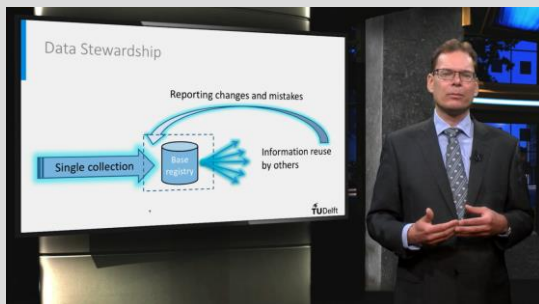 Data Stewardship
Reporting changes and mistakes
Single collection
Base
registry
Information reuse
by others
TUDelft